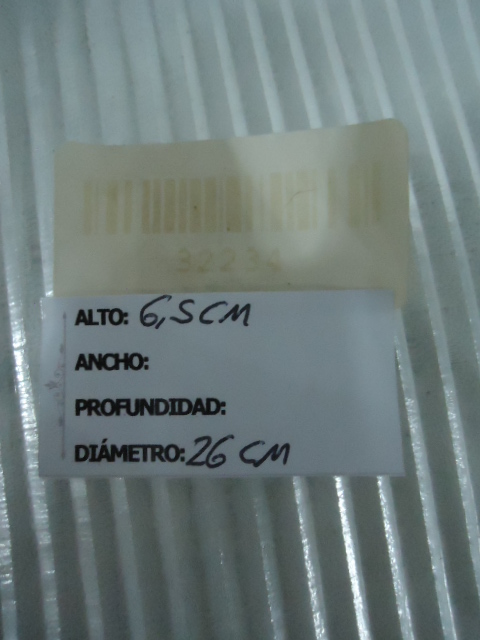 32234
ALTO: 6,5 CM
ANCHO:
PROFUNDIDAD:
DIÁMETRO: 26 CM